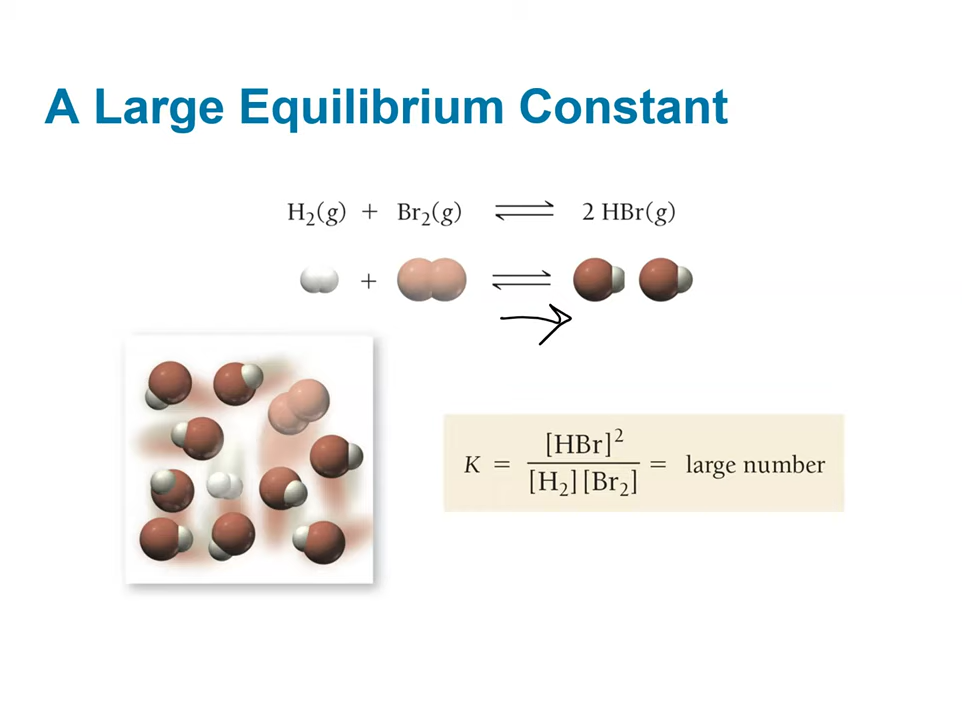 A Large Equilibrium Constant
H₂(g) + Br₂(g) ⇌ 2 HBr(g)
+ ⇌
K = [HBr]² / [H₂][Br₂] = large number